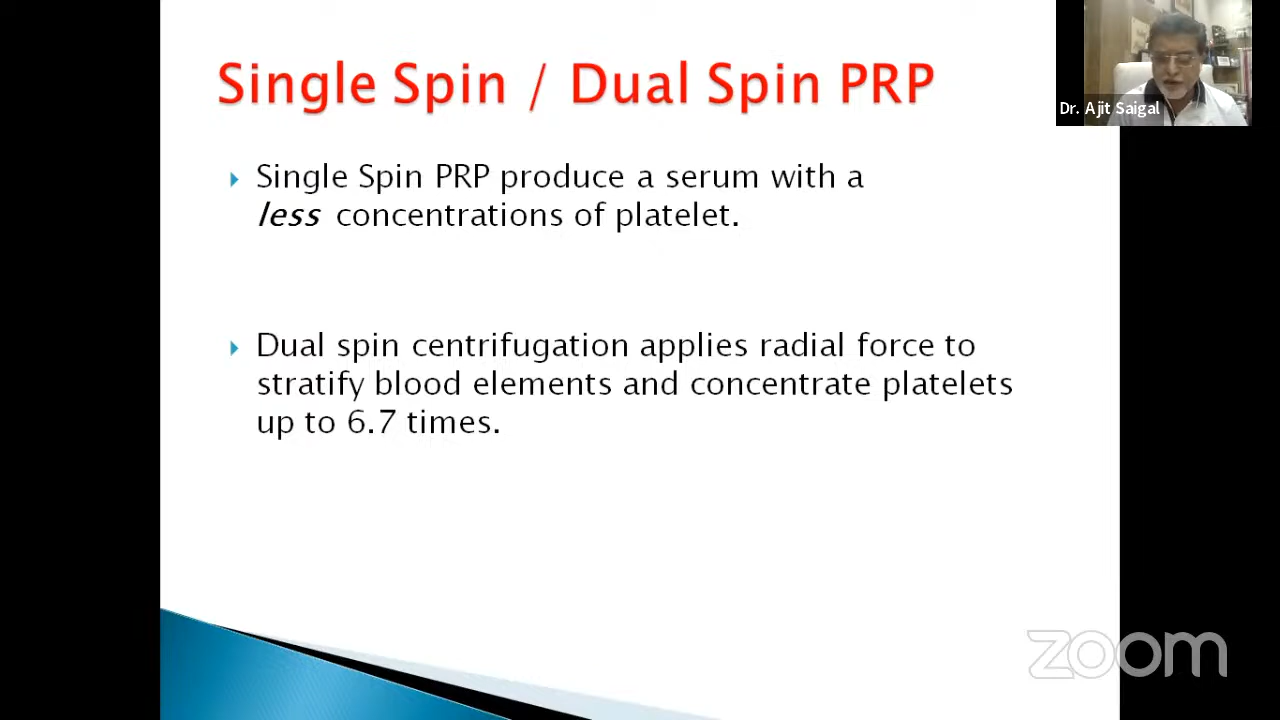 Single Spin / Dual Spin PRP
Dr. Ajit Saigal
Single Spin PRP produce a serum with a
less concentrations of platelet.
Dual spin centrifugation applies radial force to
stratify blood elements and concentrate platelets
up to 6.7 times.
zoom